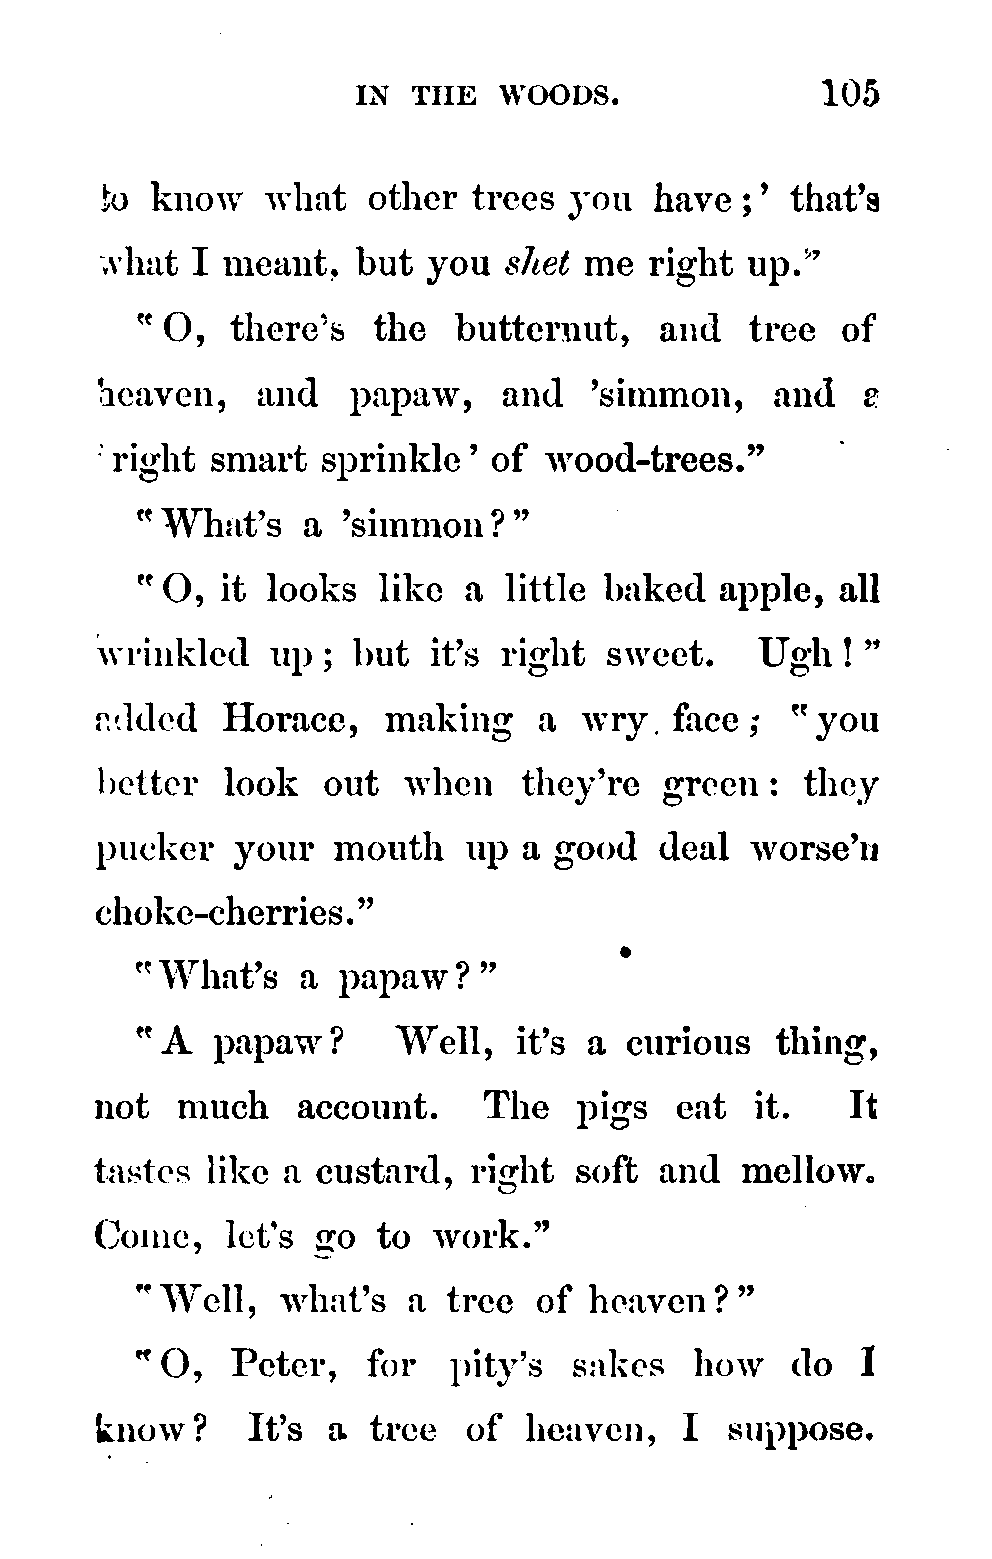 IN THE WOODS. 105
to know what other trees you have;' that's
what I meant, but you shet me right up."
"O, there's the butternut, and tree of
heaven, and papaw, and 'simmon, and a
'right smart sprinkle' of wood-trees."
"What's a 'simmon?"
"O, it looks like a little baked apple, all
wrinkled up; but it's right sweet. Ugh!"
added Horace, making a wry face; "you
better look out when they're green: they
pucker your mouth up a good deal worse'n
choke-cherries."
"What's a papaw?"
"A papaw? Well, it's a curious thing,
not much account. The pigs eat it. It
tastes like a custard, right soft and mellow.
Come, let's go to work."
"Well, what's a tree of heaven?"
"O, Peter, for pity's sakes how do I
know? It's a tree of heaven, I suppose.